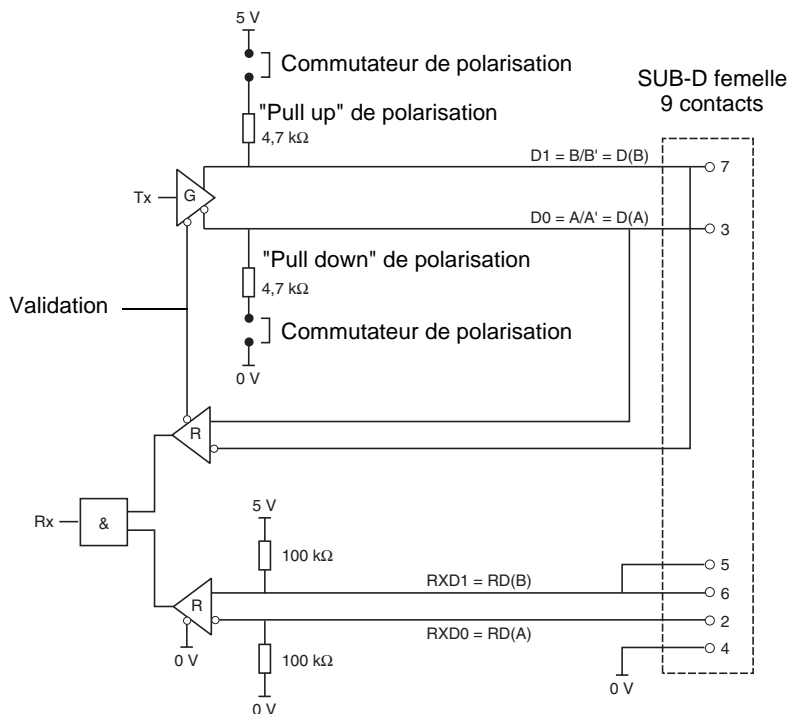 5 V
Commutateur de polarisation
SUB-D femelle
9 contacts
"Pull up" de polarisation
4,7 kΩ
D1 = B/B' = D(B)
7
Tx
G
D0 = A/A' = D(A)
3
"Pull down" de polarisation
4,7 kΩ
Validation
Commutateur de polarisation
0 V
R
5 V
Rx
&
100 kΩ
5
RXD1 = RD(B)
6
R
RXD0 = RD(A)
2
4
0 V
100 kΩ
0 V
0 V